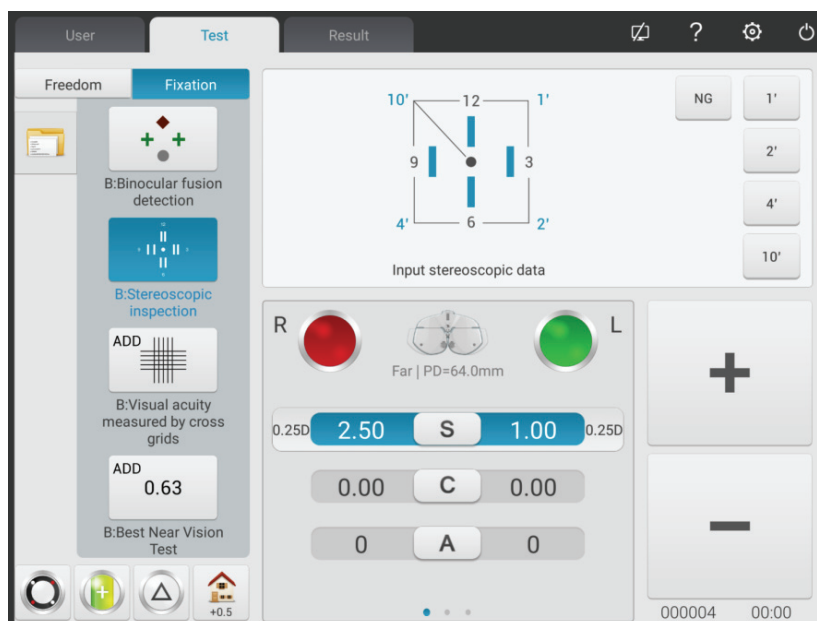 User
Test
Result
?
Freedom
Fixation
B:Binocular fusion
detection
B:Stereoscopic
inspection
ADD
B:Visual acuity
measured by cross
grids
ADD
0.63
B:Best Near Vision
Test
+0.5
10' 12 1'
9 3
4' 6 2'
Input stereoscopic data
NG
1'
2'
4'
10'
R L
Far | PD=64.0mm
0.25D 2.50 S 1.00 0.25D
0.00 C 0.00
0 A 0
+
−
000004 00:00